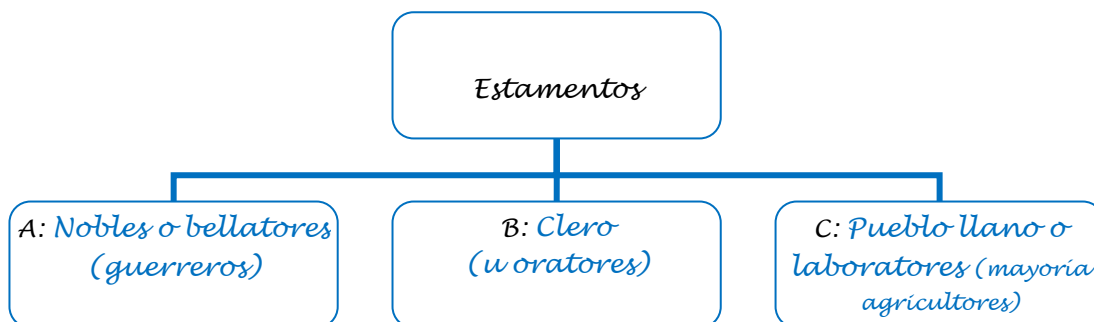 Estamentos
A: Nobles o bellatores
(guerreros)
B: Clero
(u oratores)
C: Pueblo llano o
laboratores (mayoría
agricultores)